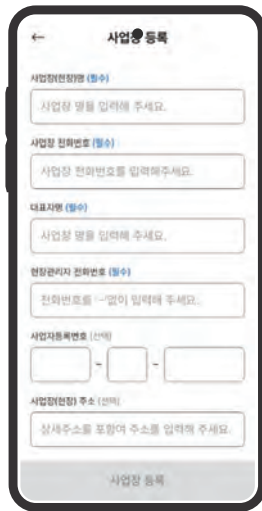 ←
사업장 등록
사업장(현장)명 (필수)
사업장 명을 입력해 주세요.
사업장 전화번호 (필수)
사업장 전화번호를 입력해주세요.
대표자명 (필수)
사업장 명을 입력해 주세요.
현장관리자 전화번호 (필수)
전화번호를 '-'없이 입력해 주세요.
사업자등록번호 (선택)
- -
사업장(현장) 주소 (선택)
상세주소를 포함여 주소를 입력해 주세요.
사업장 등록